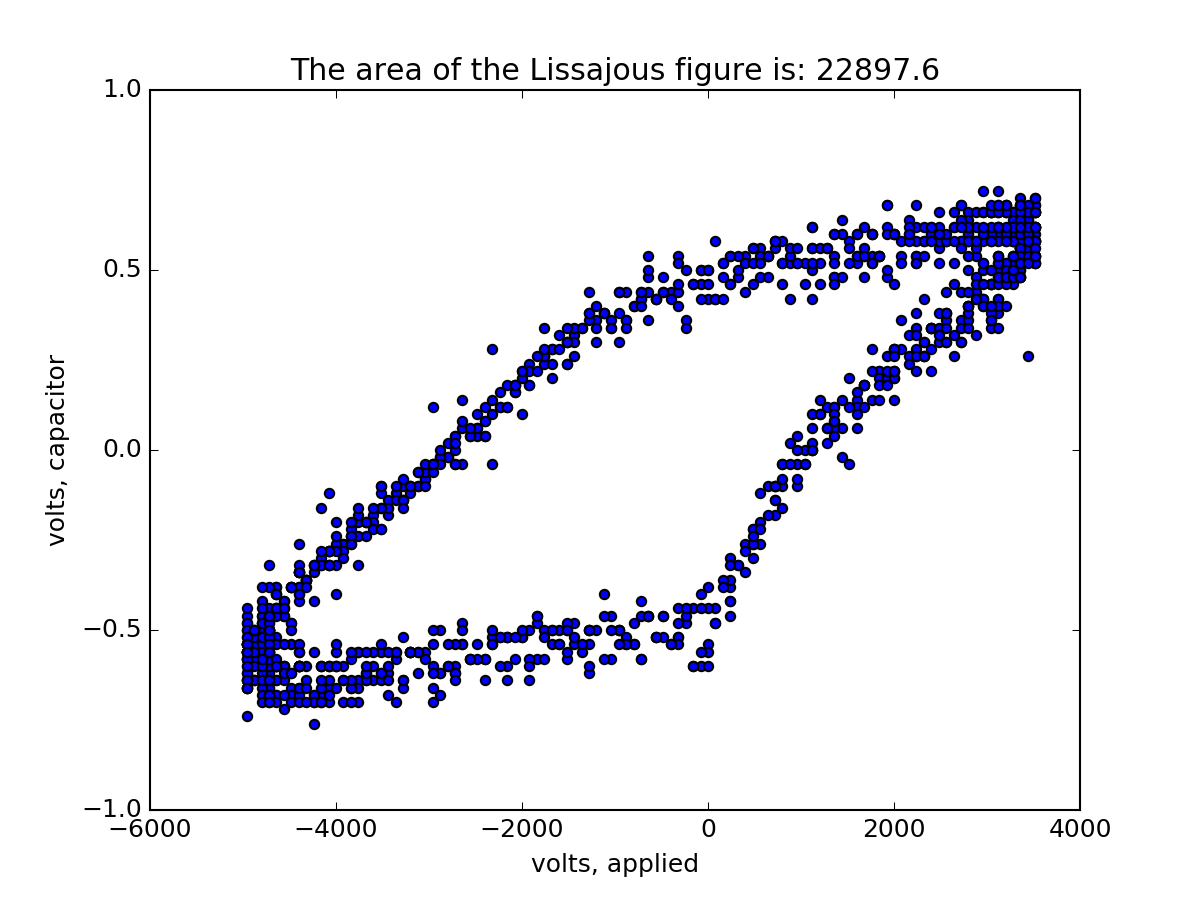 The area of the Lissajous figure is: 22897.6
1.0
0.5
0.0
−0.5
−1.0
volts, capacitor
−6000 −4000 −2000 0 2000 4000
volts, applied